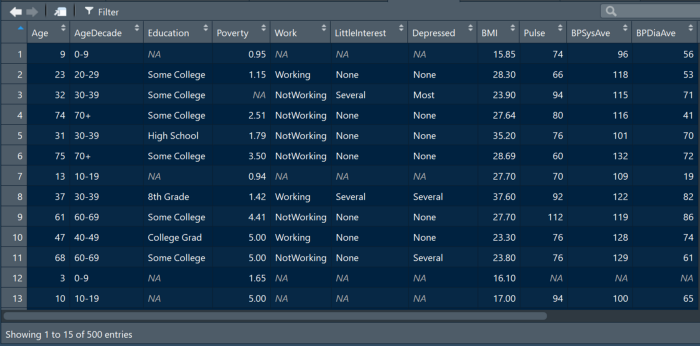 Filter
Age AgeDecade Education Poverty Work LittleInterest Depressed BMI Pulse BPSysAve BPDiaAve
1 9 0-9 NA 0.95 NA NA NA 15.85 74 96 56
2 23 20-29 Some College 1.15 Working None None 28.30 66 118 53
3 32 30-39 Some College NA NotWorking Several Most 23.90 94 115 71
4 74 70+ Some College 2.51 NotWorking None None 27.64 80 116 41
5 31 30-39 High School 1.79 NotWorking None None 35.20 76 101 70
6 75 70+ Some College 3.50 NotWorking None None 28.69 60 132 72
7 13 10-19 NA 0.94 NA NA NA 27.70 70 109 19
8 37 30-39 8th Grade 1.42 Working Several Several 37.60 92 122 82
9 61 60-69 Some College 4.41 NotWorking None None 27.70 112 119 86
10 47 40-49 College Grad 5.00 Working None None 23.30 76 128 74
11 68 60-69 Some College 5.00 NotWorking None Several 23.80 76 129 61
12 3 0-9 NA 1.65 NA NA NA 16.10 NA NA NA
13 10 10-19 NA 5.00 NA NA NA 17.00 94 100 65
Showing 1 to 15 of 500 entries